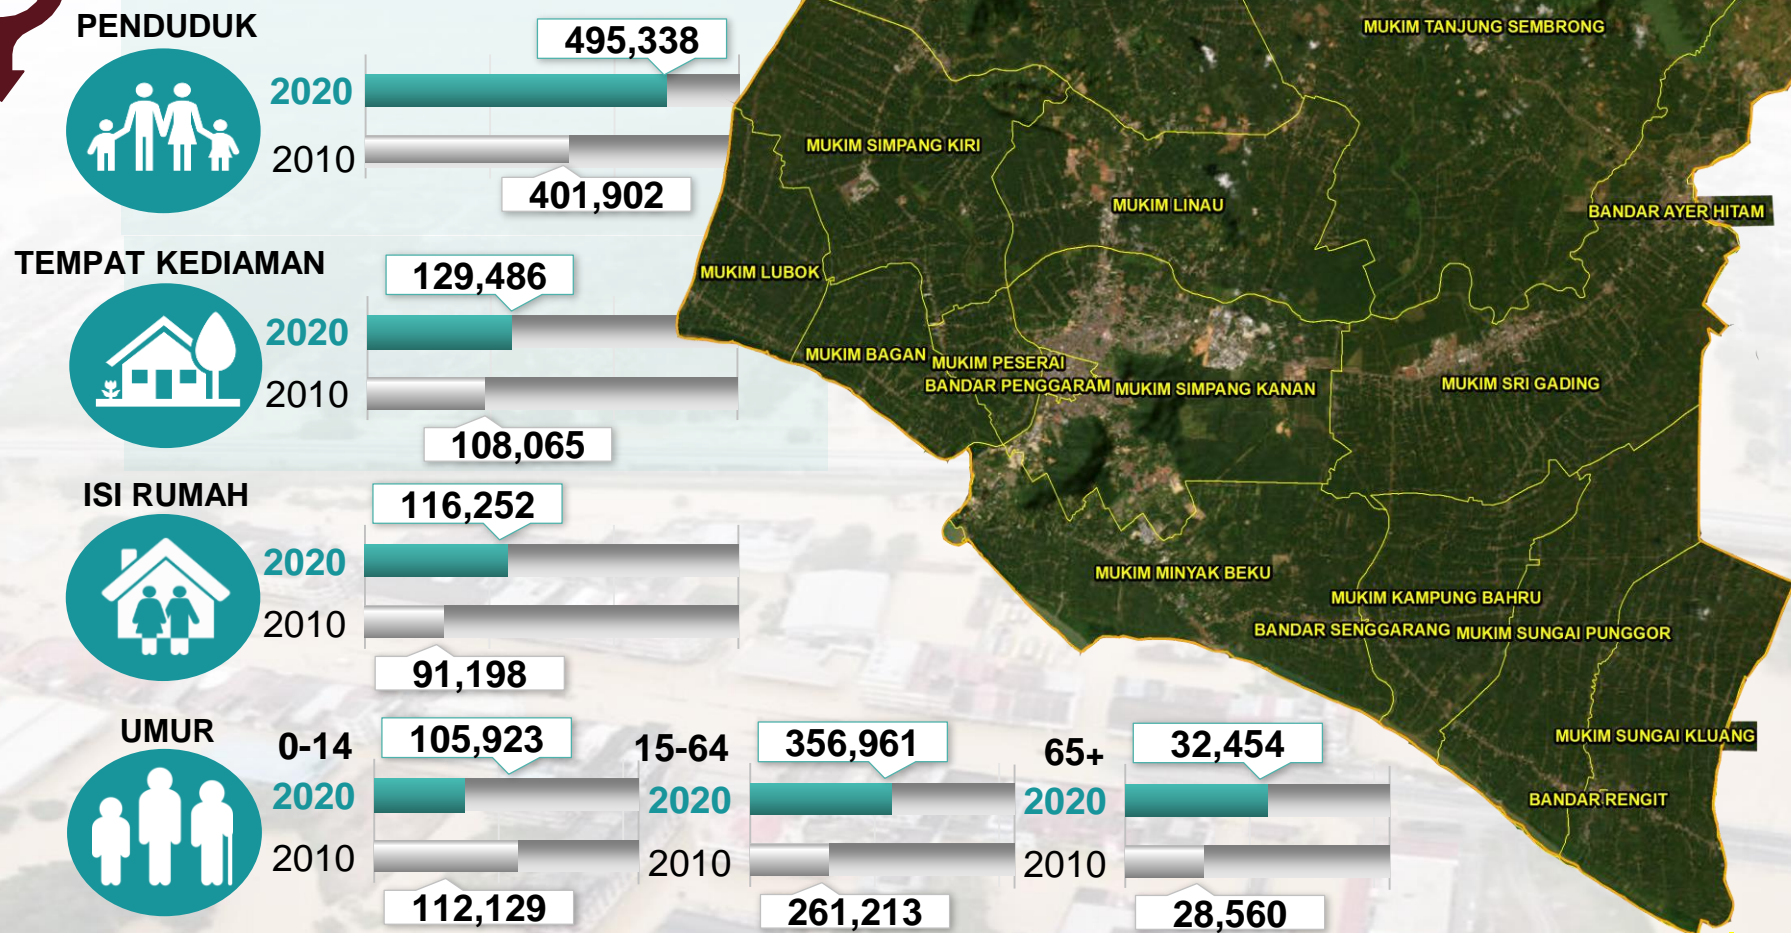 PENDUDUK
495,338
2020
2010
401,902
TEMPAT KEDIAMAN
129,486
2020
2010
108,065
ISI RUMAH
116,252
2020
2010
91,198
UMUR
0-14
105,923
2020
2010
112,129
15-64
356,961
2020
2010
261,213
65+
32,454
2020
2010
28,560
MUKIM TANJUNG SEMBRONG
MUKIM SIMPANG KIRI
MUKIM LINAU
BANDAR AYER HITAM
MUKIM LUBOK
MUKIM BAGAN
MUKIM PESERAI
BANDAR PENGGARAM
MUKIM SIMPANG KANAN
MUKIM SRI GADING
MUKIM MINYAK BEKU
MUKIM KAMPUNG BAHRU
BANDAR SENGGARANG
MUKIM SUNGAI PUNGGOR
MUKIM SUNGAI KLUANG
BANDAR RENGIT